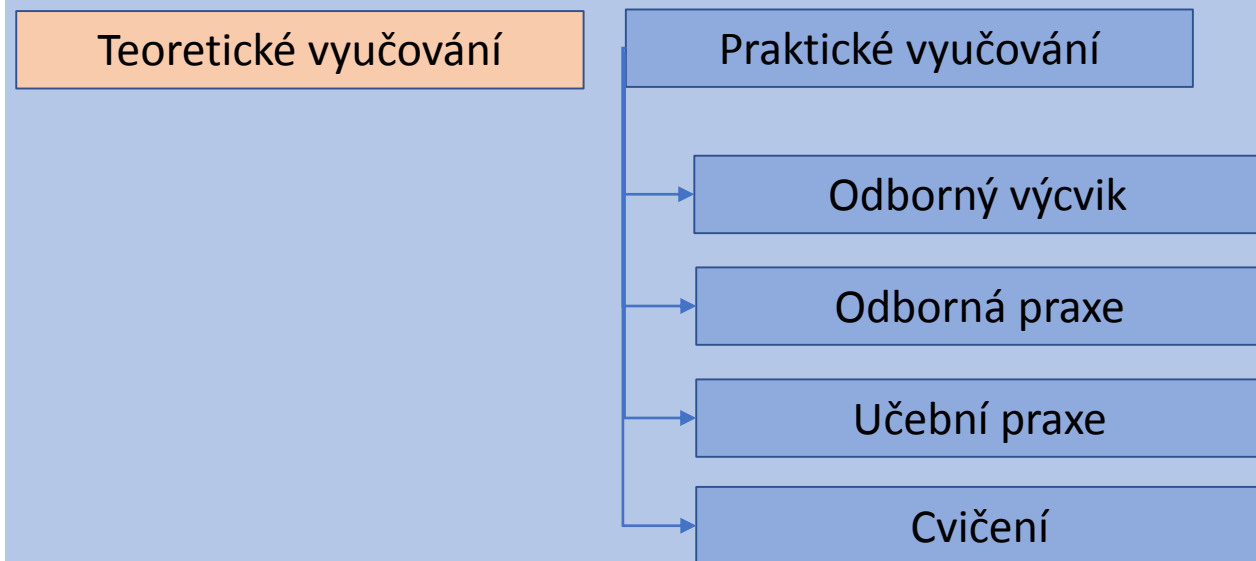 Teoretické vyučování
Praktické vyučování
Odborný výcvik
Odborná praxe
Učební praxe
Cvičení